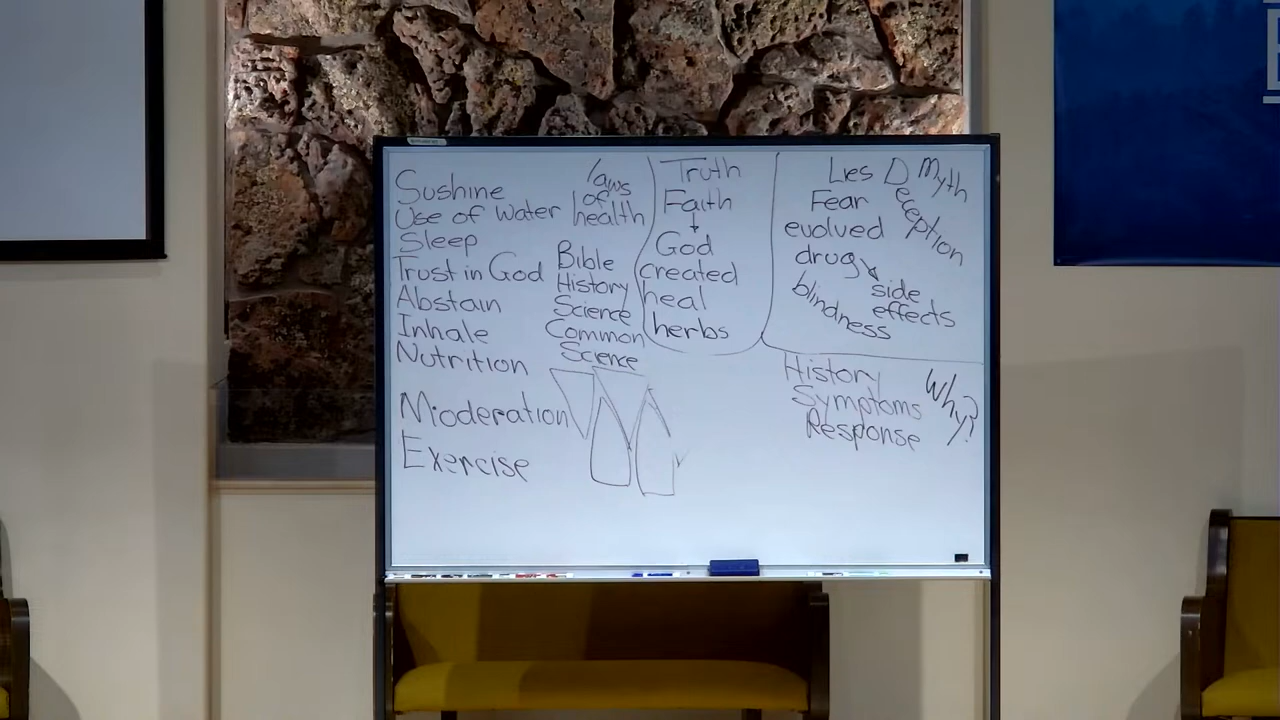 Sushine
Use of water
Sleep
Trust in God
Abstain
Inhale
Nutrition
Moderation
Exercise
laws
of
health
Bible
History
Science
Common
Science
Truth
Faith
God
created
heal
herbs
Lies Deception Myth
Fear
evolved
drug
side
effects
blindness
History
Symptoms
Response
Why?